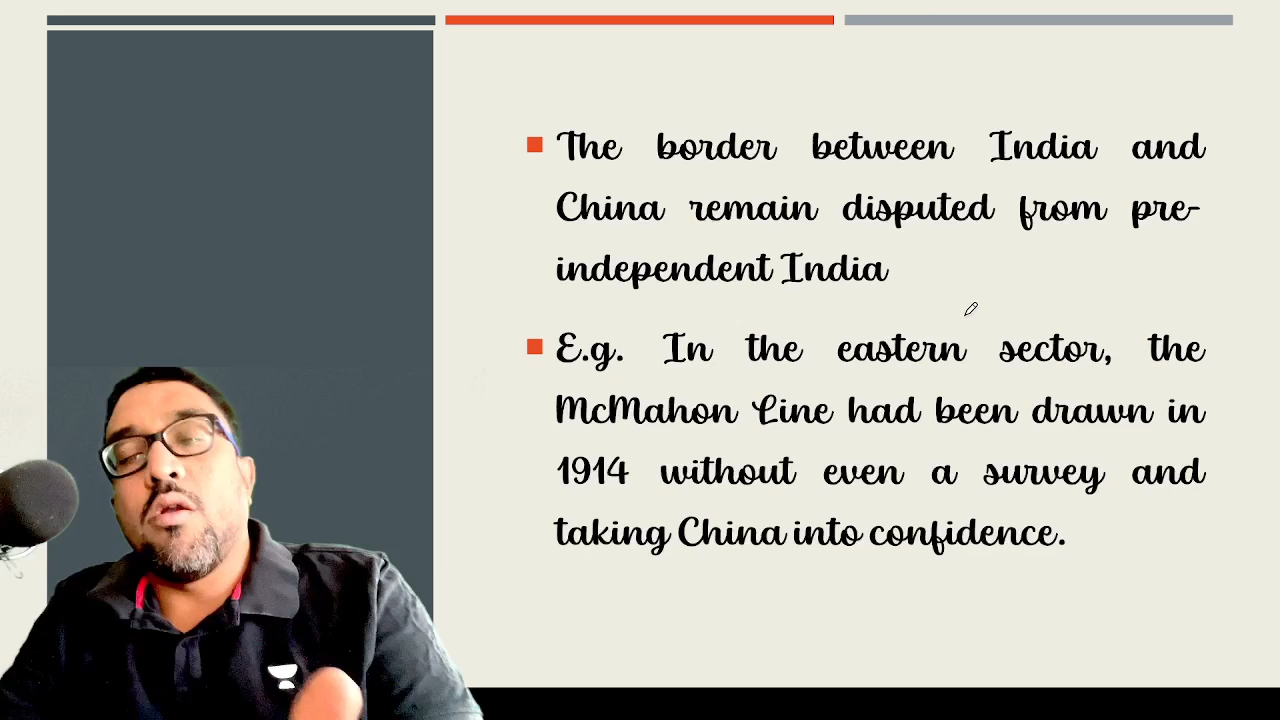 The border between India and
China remain disputed from pre-
independent India
E.g. In the eastern sector, the
McMahon Line had been drawn in
1914 without even a survey and
taking China into confidence.